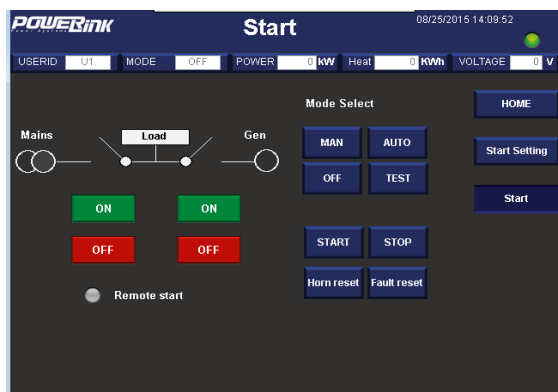 POWERLINK Start 08/25/2015 14:09:52
Power Systems
USERID U1 MODE OFF POWER 0 kW Heat 0 KWh VOLTAGE 0 V
Mode Select HOME
Mains Load Gen MAN AUTO Start Setting
OFF TEST
ON ON Start
OFF OFF START STOP
Remote start Horn reset Fault reset